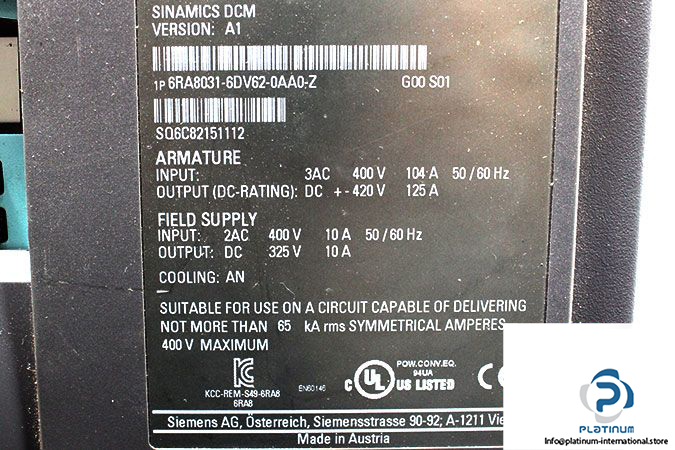 SINAMICS DCM
VERSION: A1
1P 6RA8031-6DV62-0AA0-Z G00 S01
SQ6C82151112
ARMATURE
INPUT: 3AC 400 V 104 A 50 / 60 Hz
OUTPUT (DC-RATING): DC +-420 V 125 A
FIELD SUPPLY
INPUT: 2AC 400 V 10 A 50 / 60 Hz
OUTPUT: DC 325 V 10 A
COOLING: AN
SUITABLE FOR USE ON A CIRCUIT CAPABLE OF DELIVERING
NOT MORE THAN 65 kA rms SYMMETRICAL AMPERES,
400 V MAXIMUM
KCC-REM-S49-6RA8
6RA8
EN60146
POW.CONV.EQ.
94UA
C UL US LISTED
CE
Siemens AG, Österreich, Siemensstrasse 90-92; A-1211
Made in Austria
PLATINUM
Info@platinum-international.store